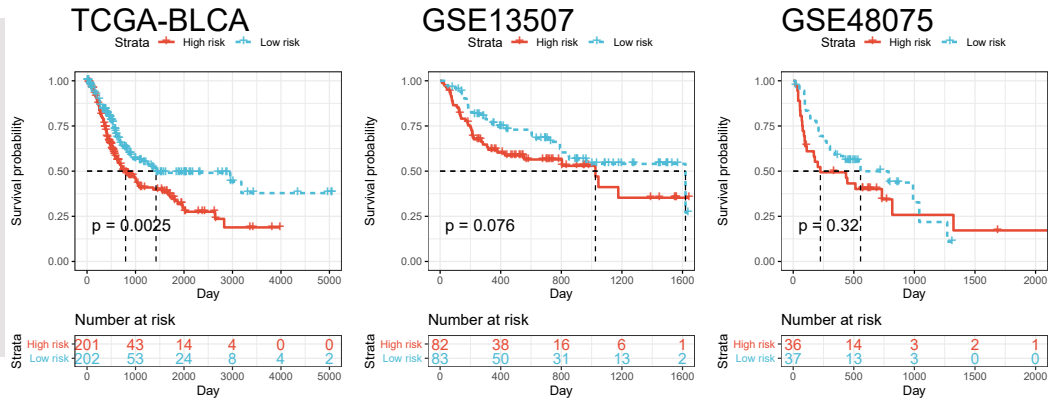 TCGA-BLCA
Strata High risk Low risk
1.00
0.75
0.50
0.25
0.00
Survival probability
p = 0.0025
0 1000 2000 3000 4000 5000
Day
Number at risk
Strata
High risk 201 43 14 4 0 0
Low risk 202 53 24 8 4 2
0 1000 2000 3000 4000 5000
Day
GSE13507
Strata High risk Low risk
1.00
0.75
0.50
0.25
0.00
Survival probability
p = 0.076
0 400 800 1200 1600
Day
Number at risk
Strata
High risk 82 38 16 6 1
Low risk 83 50 31 13 2
0 400 800 1200 1600
Day
GSE48075
Strata High risk Low risk
1.00
0.75
0.50
0.25
0.00
Survival probability
p = 0.32
0 500 1000 1500 2000
Day
Number at risk
Strata
High risk 36 14 3 2 1
Low risk 37 13 3 0 0
0 500 1000 1500 2000
Day